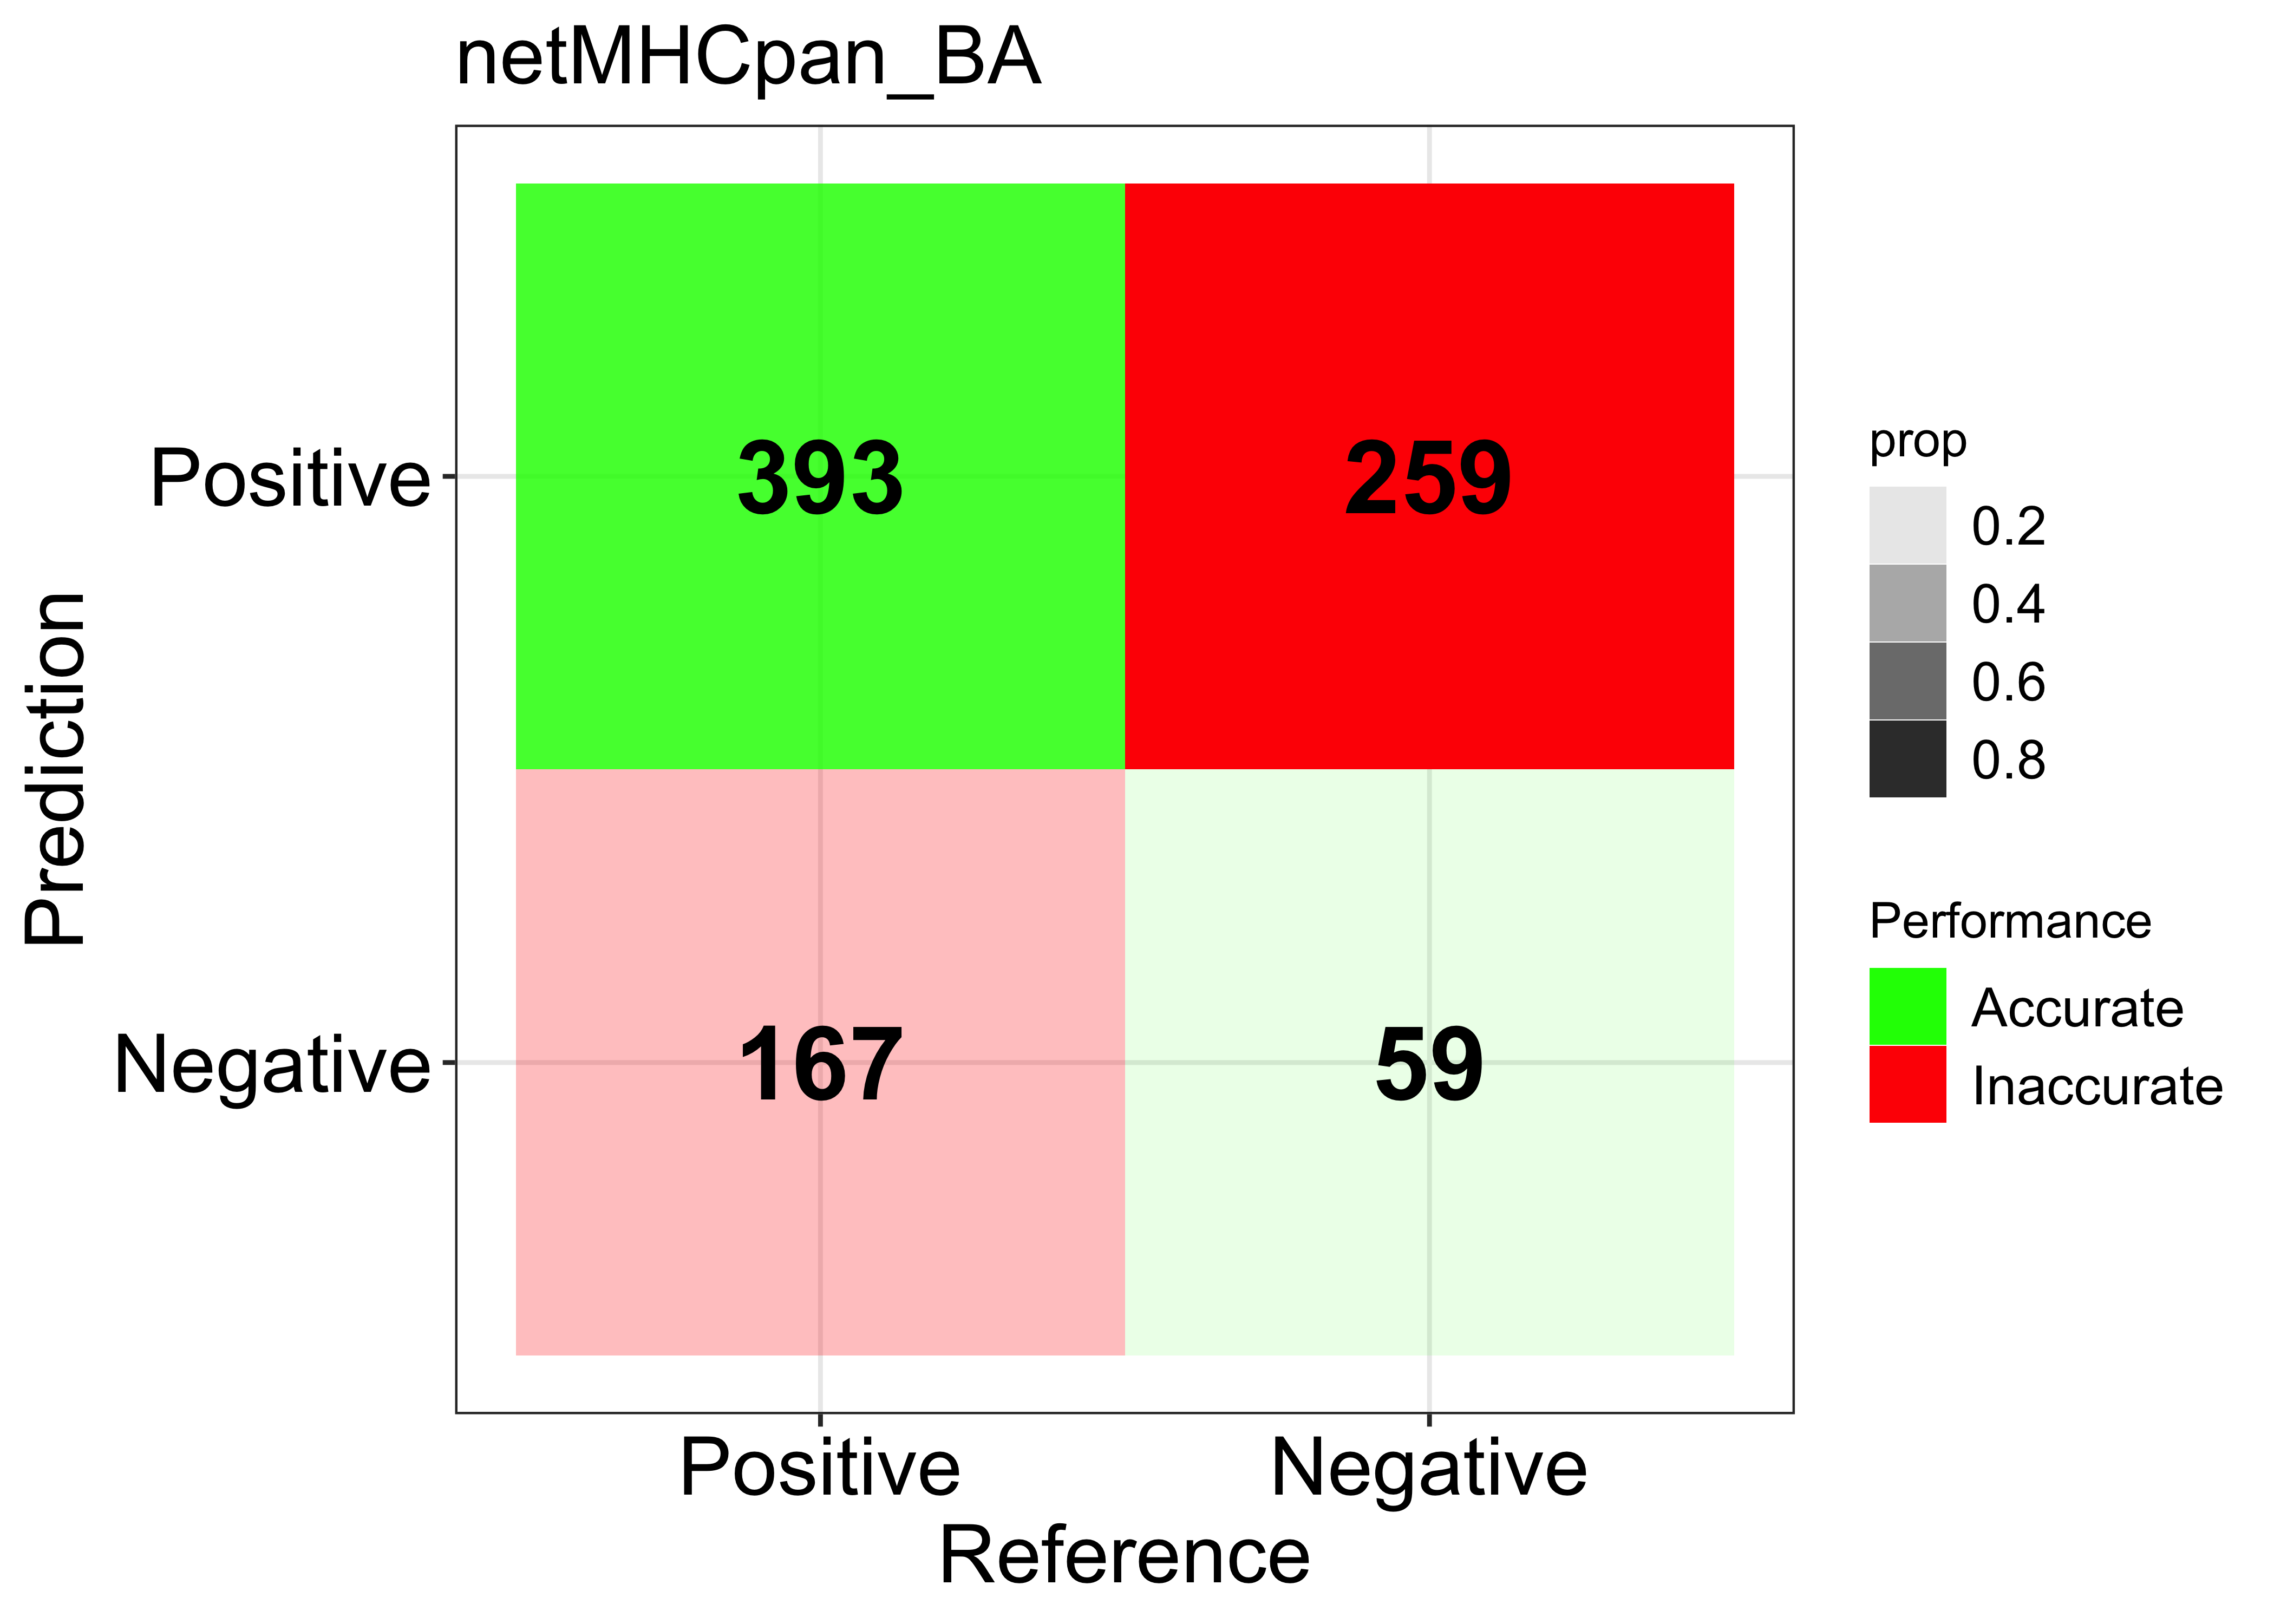 netMHCpan_BA
Prediction
Positive
393
259
Negative
167
59
Positive
Negative
Reference
prop
0.2
0.4
0.6
0.8
Performance
Accurate
Inaccurate